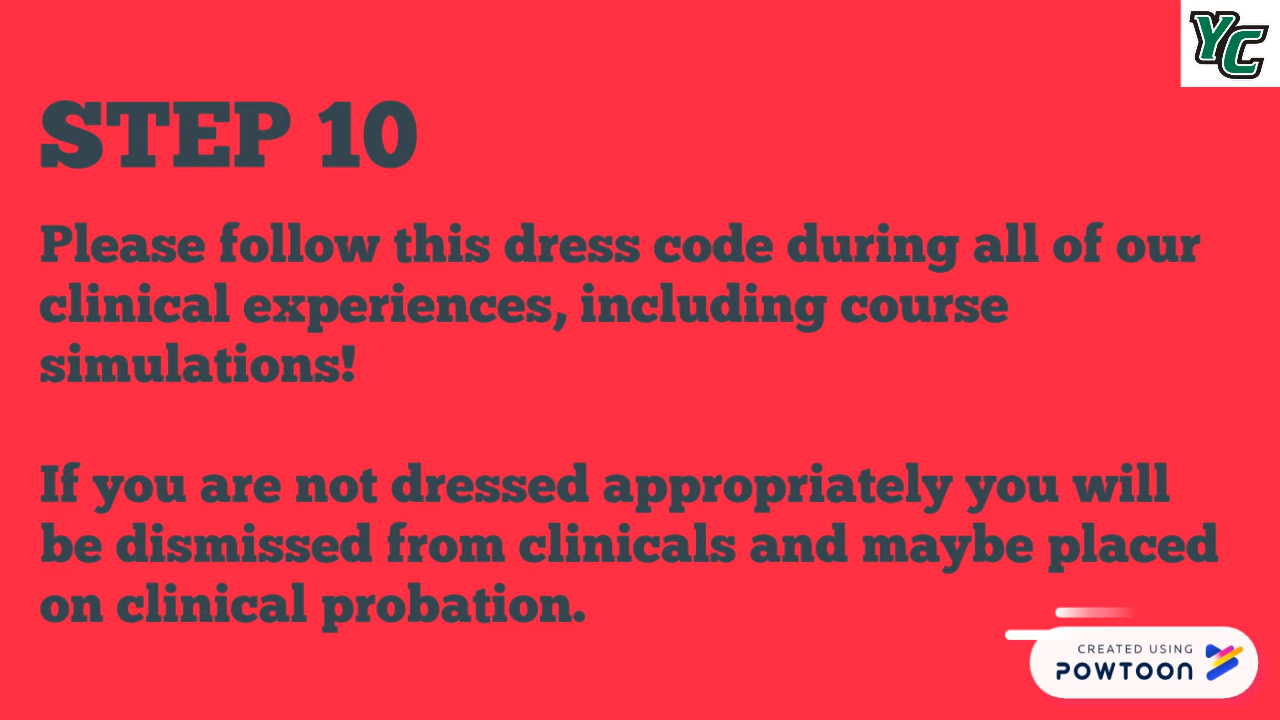 YC
STEP 10
Please follow this dress code during all of our
clinical experiences, including course
simulations!
If you are not dressed appropriately you will
be dismissed from clinicals and maybe placed
on clinical probation.
CREATED USING
POWTOON